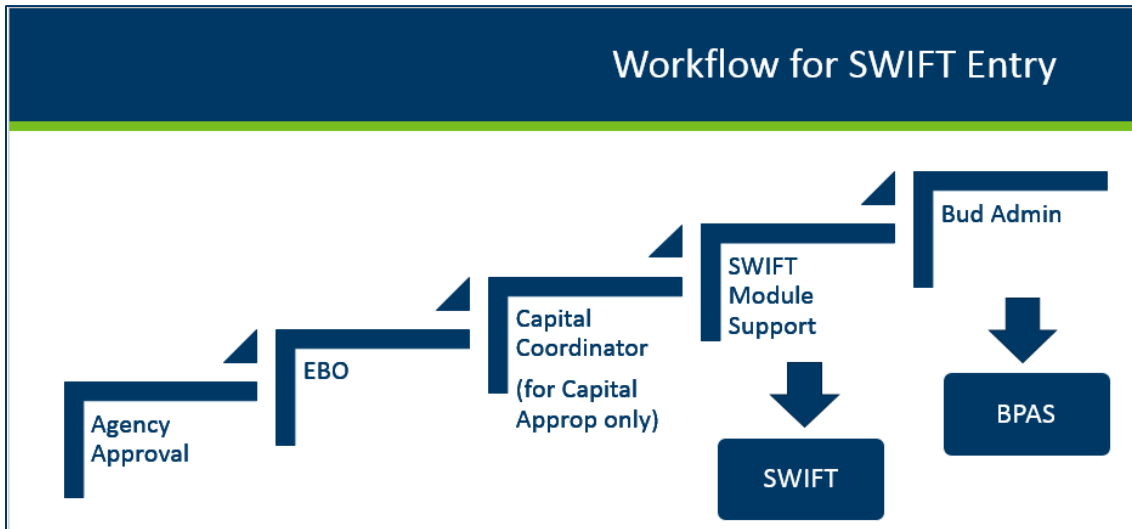 Workflow for SWIFT Entry
Agency
Approval
EBO
Capital
Coordinator
(for Capital
Approp only)
SWIFT
Module
Support
Bud Admin
SWIFT
BPAS